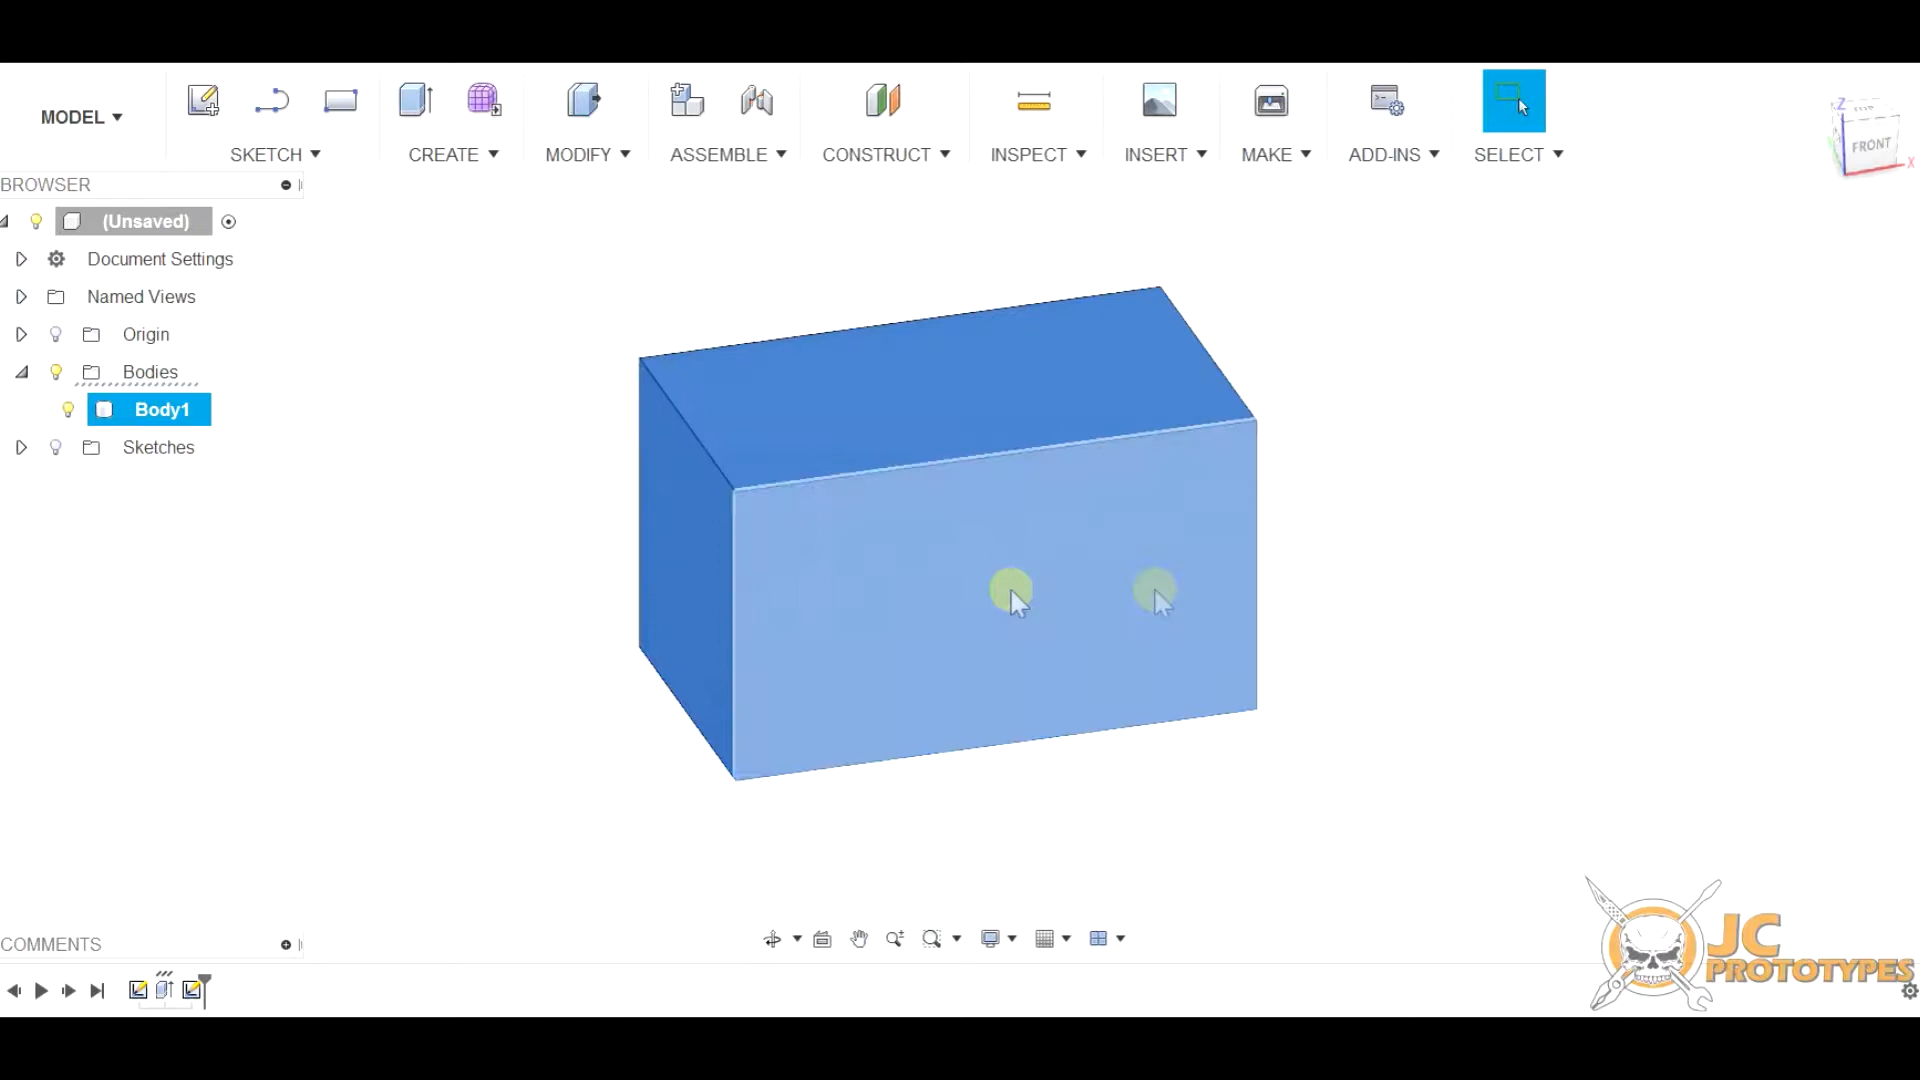 MODEL
SKETCH
CREATE
MODIFY
ASSEMBLE
CONSTRUCT
INSPECT
INSERT
MAKE
ADD-INS
SELECT
Z
TOP
FRONT
X
BROWSER
(Unsaved)
Document Settings
Named Views
Origin
Bodies
Body1
Sketches
COMMENTS
JC
PROTOTYPES